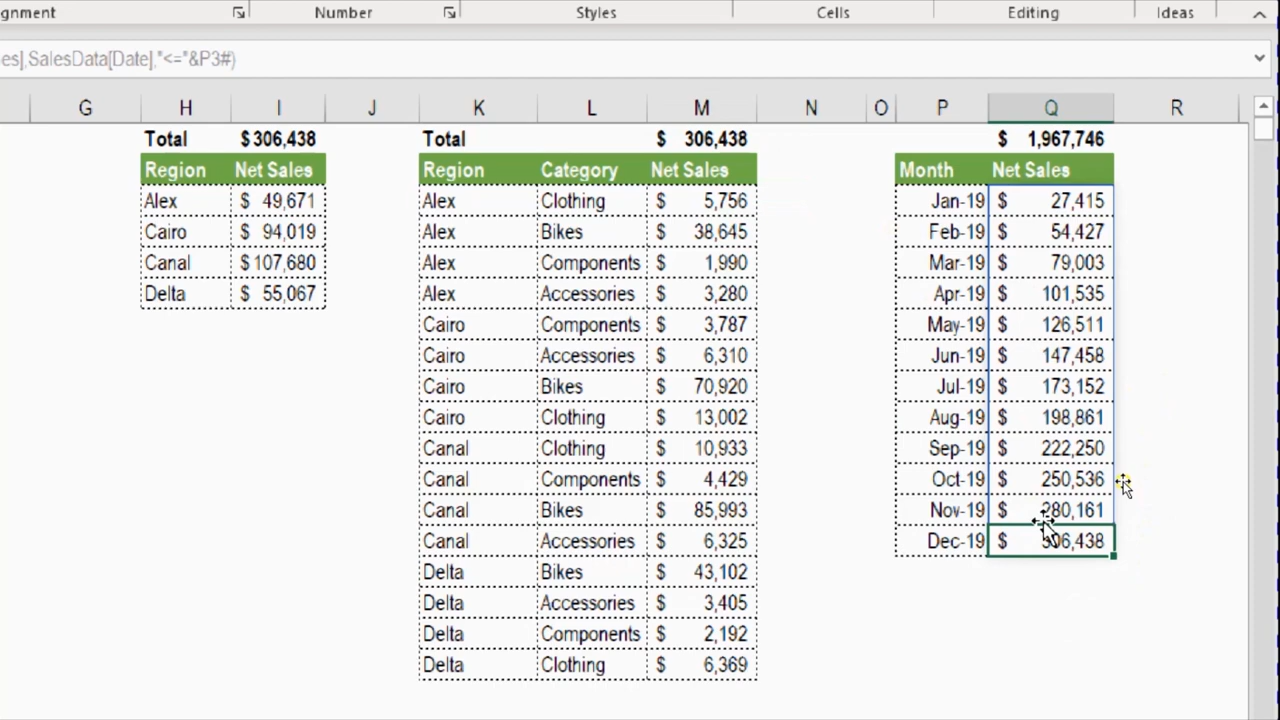 gnment Number Styles Cells Editing Ideas
es],SalesData[Date],"<="&P3#)
G H I J K L M N O P Q R
Total $306,438 Total $ 306,438 $ 1,967,746
Region Net Sales Region Category Net Sales Month Net Sales
Alex $ 49,671 Alex Clothing $ 5,756 Jan-19 $ 27,415
Cairo $ 94,019 Alex Bikes $ 38,645 Feb-19 $ 54,427
Canal $107,680 Alex Components $ 1,990 Mar-19 $ 79,003
Delta $ 55,067 Alex Accessories $ 3,280 Apr-19 $ 101,535
Cairo Components $ 3,787 May-19 $ 126,511
Cairo Accessories $ 6,310 Jun-19 $ 147,458
Cairo Bikes $ 70,920 Jul-19 $ 173,152
Cairo Clothing $ 13,002 Aug-19 $ 198,861
Canal Clothing $ 10,933 Sep-19 $ 222,250
Canal Components $ 4,429 Oct-19 $ 250,536
Canal Bikes $ 85,993 Nov-19 $ 280,161
Canal Accessories $ 6,325 Dec-19 $ 306,438
Delta Bikes $ 43,102
Delta Accessories $ 3,405
Delta Components $ 2,192
Delta Clothing $ 6,369